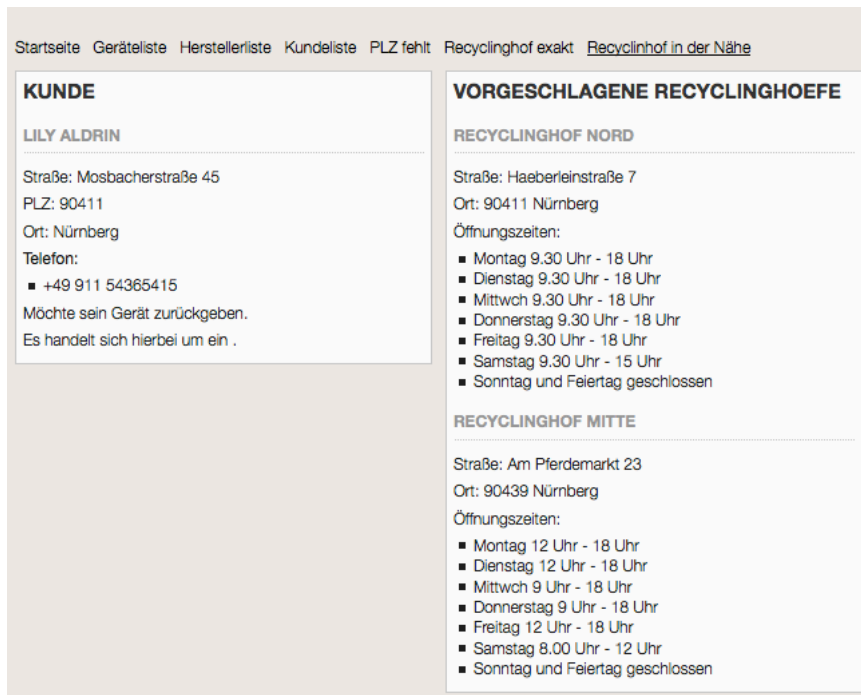 Startseite Geräteliste Herstellerliste Kundeliste PLZ fehlt Recyclinghof exakt Recyclinhof in der Nähe
KUNDE
LILY ALDRIN
Straße: Mosbacherstraße 45
PLZ: 90411
Ort: Nürnberg
Telefon:
+49 911 54365415
Möchte sein Gerät zurückgeben.
Es handelt sich hierbei um ein .
VORGESCHLAGENE RECYCLINGHOEFE
RECYCLINGHOF NORD
Straße: Haeberleinstraße 7
Ort: 90411 Nürnberg
Öffnungszeiten:
Montag 9.30 Uhr - 18 Uhr
Dienstag 9.30 Uhr - 18 Uhr
Mittwch 9.30 Uhr - 18 Uhr
Donnerstag 9.30 Uhr - 18 Uhr
Freitag 9.30 Uhr - 18 Uhr
Samstag 9.30 Uhr - 15 Uhr
Sonntag und Feiertag geschlossen
RECYCLINGHOF MITTE
Straße: Am Pferdemarkt 23
Ort: 90439 Nürnberg
Öffnungszeiten:
Montag 12 Uhr - 18 Uhr
Dienstag 12 Uhr - 18 Uhr
Mittwch 9 Uhr - 18 Uhr
Donnerstag 9 Uhr - 18 Uhr
Freitag 12 Uhr - 18 Uhr
Samstag 8.00 Uhr - 12 Uhr
Sonntag und Feiertag geschlossen